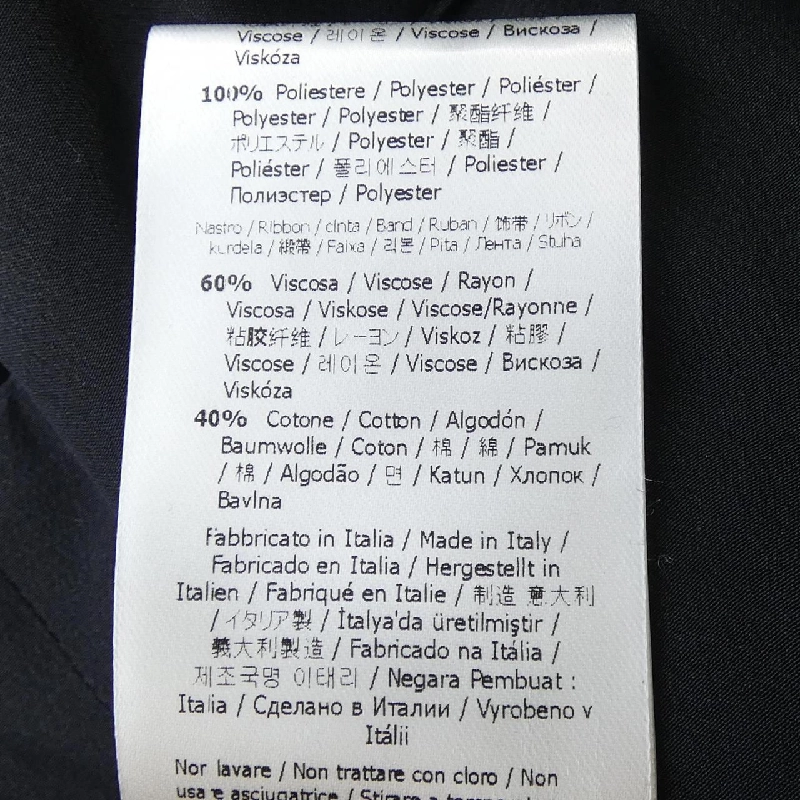 Viscose / 레이온 / Viscose / Вискоза /
Viskóza
100% Poliestere / Polyester / Poliéster /
Polyester / Polyester / 聚酯纤维 /
ポリエステル / Polyester / 聚酯 /
Poliéster / 폴리에스터 / Poliester /
Полиэстер / Polyester
Nastro / Ribbon / cinta / Band / Ruban / 饰带 / リボン /
kurdela / 緞帶 / Faixa / 리본 / Pita / Лента / Stuha
60% Viscosa / Viscose / Rayon /
Viscosa / Viskose / Viscose/Rayonne /
粘胶纤维 / レーヨン / Viskoz / 粘膠 /
Viscose / 레이온 / Viscose / Вискоза /
Viskóza
40% Cotone / Cotton / Algodón /
Baumwolle / Coton / 棉 / 綿 / Pamuk
/ 棉 / Algodão / 면 / Katun / Хлопок /
Bavlna
Fabbricato in Italia / Made in Italy /
Fabricado en Italia / Hergestellt in
Italien / Fabriqué en Italie / 制造 意大利
/ イタリア製 / İtalya'da üretilmiştir /
義大利製造 / Fabricado na Itália /
제조국명 이태리 / Negara Pembuat :
Italia / Сделано в Италии / Vyrobeno v
Itálii
Nor lavare / Non trattare con cloro / Non
usare asciugatrice / Stirare a